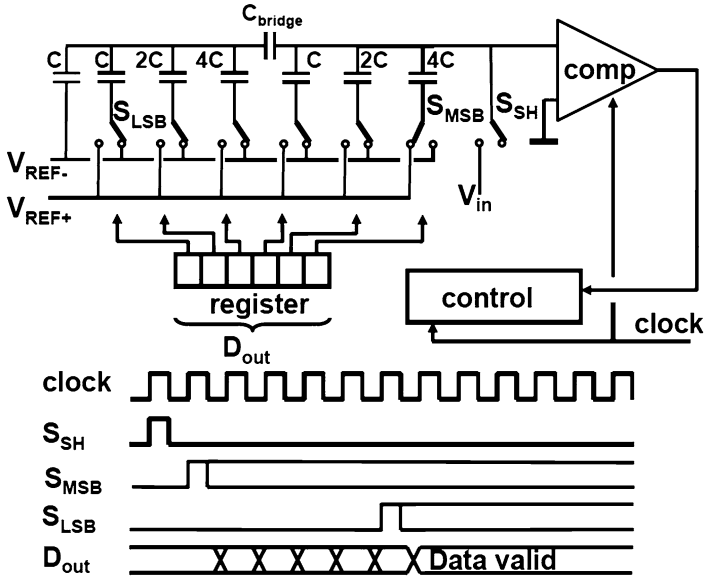 C_bridge
C C 2C 4C C 2C 4C
comp
S_LSB S_MSB S_SH
V_REF-
V_REF+
V_in
register
D_out
control
clock
clock
S_SH
S_MSB
S_LSB
D_out Data valid